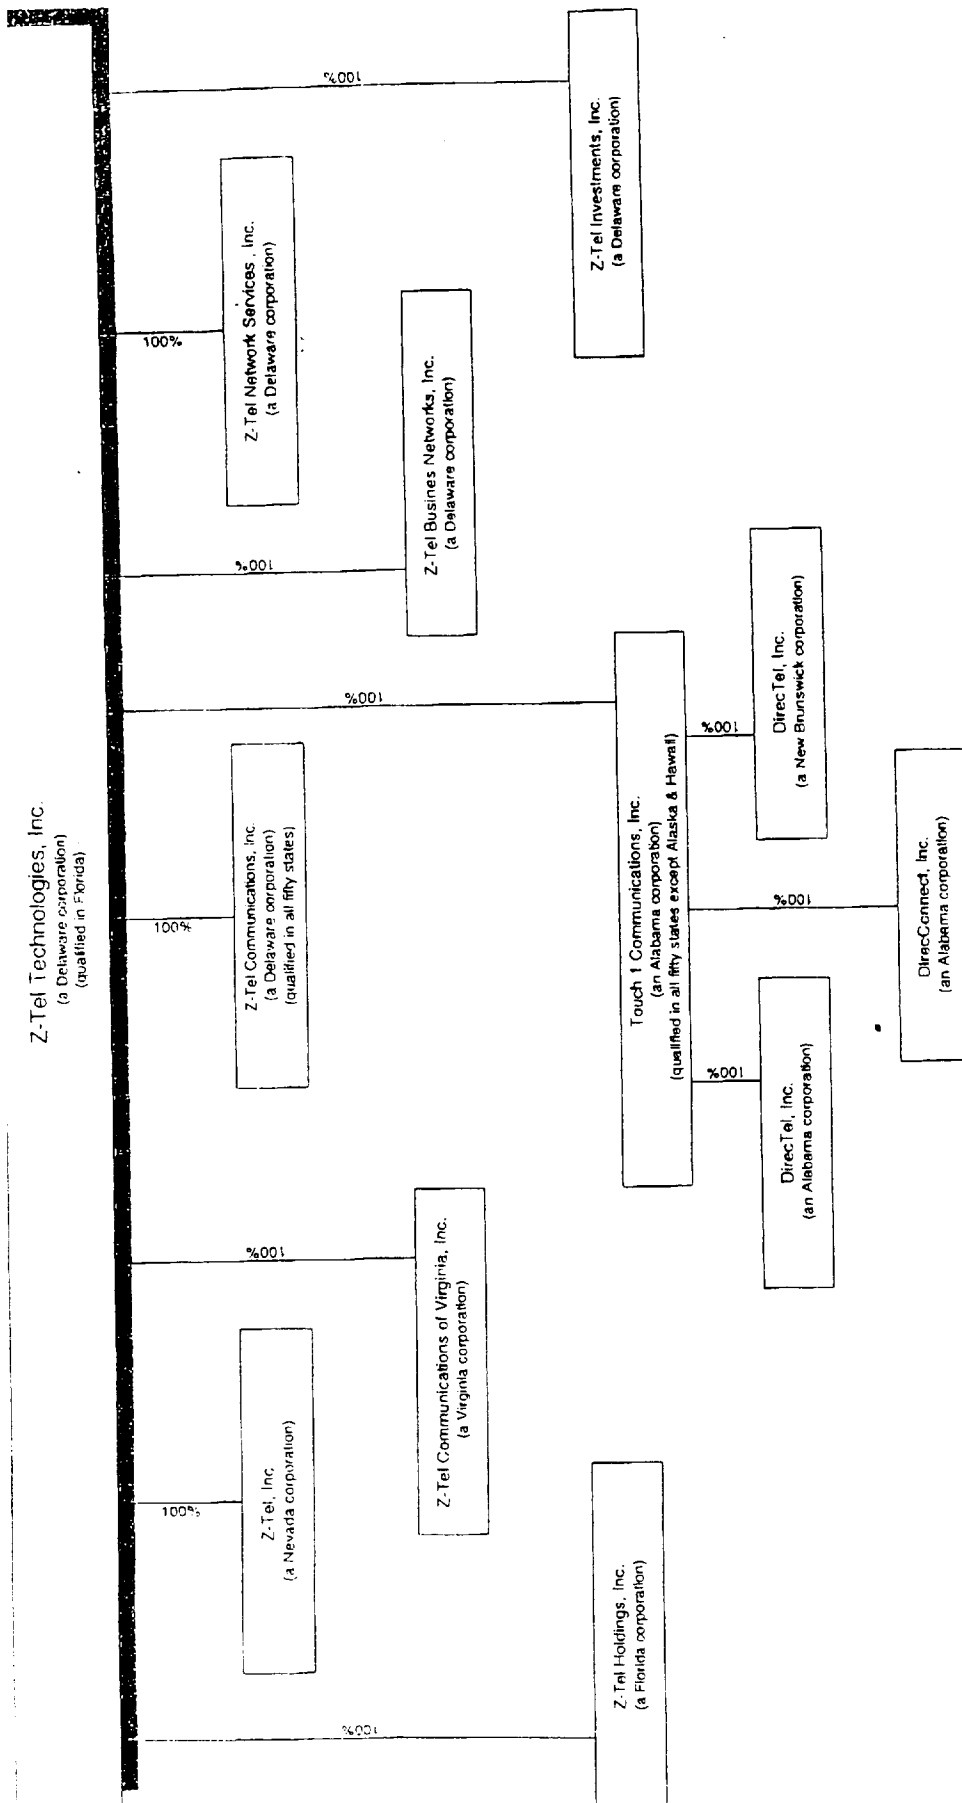 Z-Tel Technologies, Inc.
(a Delaware corporation)
(qualified in Florida)
100%
Z-Tel Holdings, Inc.
(a Florida corporation)
100%
Z-Tel, Inc
(a Nevada corporation)
100%
Z-Tel Communications of Virginia, Inc.
(a Virginia corporation)
100%
Z-Tel Communications, Inc.
(a Delaware corporation)
(qualified in all fifty states)
100%
Touch 1 Communications, Inc.
(an Alabama corporation)
(qualified in all fifty states except Alaska & Hawaii)
100%
DirecTel, Inc.
(an Alabama corporation)
100%
DirecConnect, Inc.
(an Alabama corporation)
100%
DirecTel, Inc.
(a New Brunswick corporation)
100%
Z-Tel Busines Networks, Inc.
(a Delaware corporation)
100%
Z-Tel Network Services, Inc.
(a Delaware corporation)
100%
Z-Tel Investments, Inc.
(a Delaware corporation)